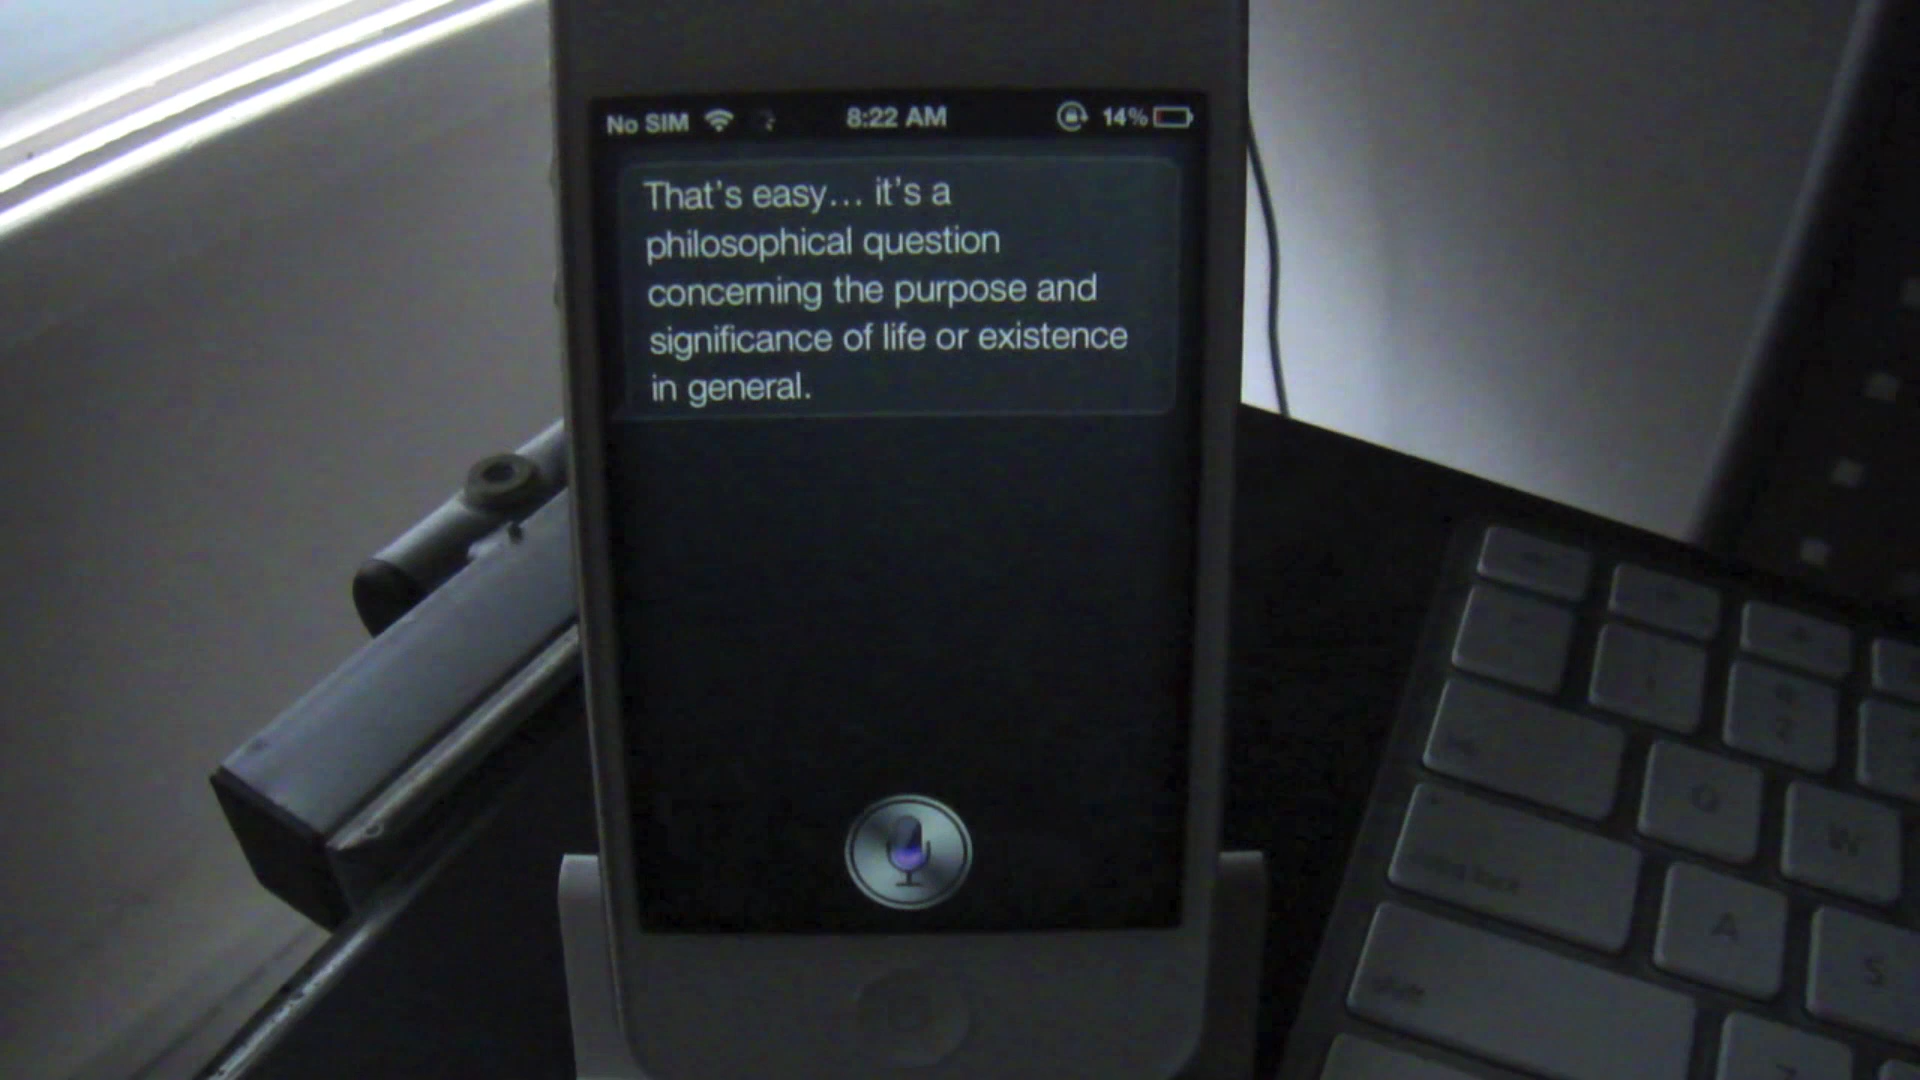 No SIM 8:22 AM 14%
That's easy... it's a
philosophical question
concerning the purpose and
significance of life or existence
in general.
Q W
A S
shift